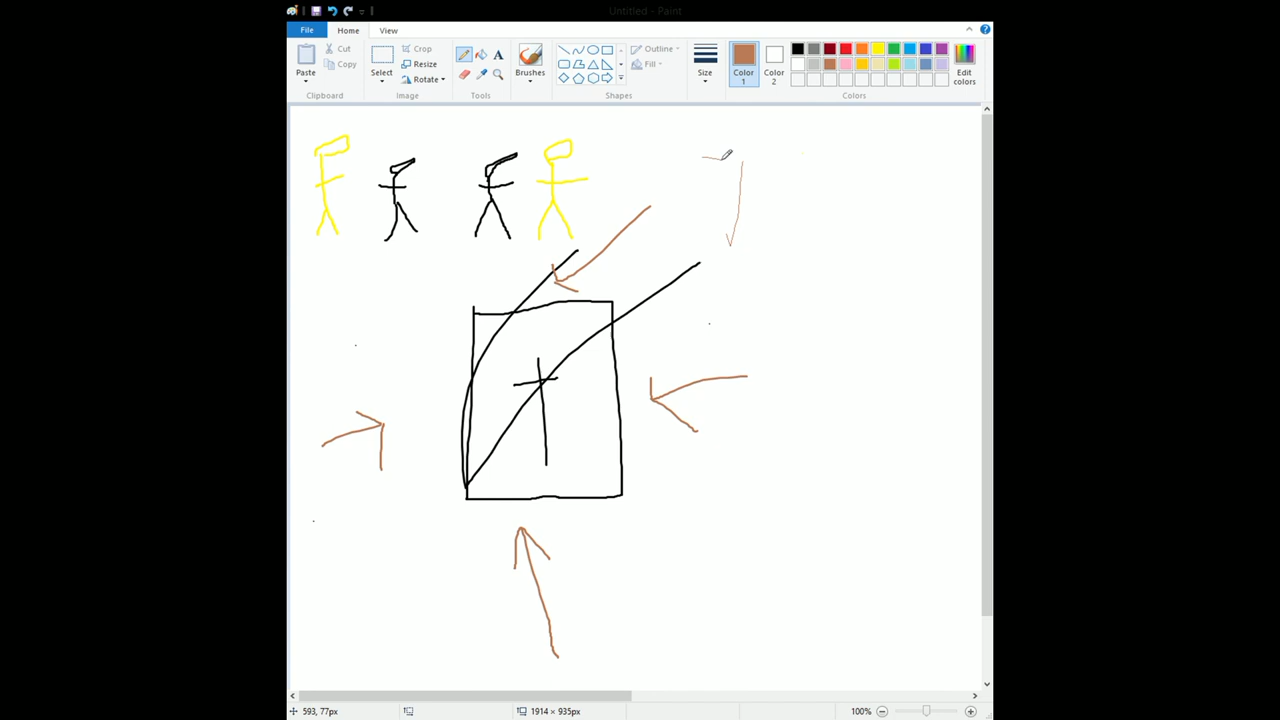 Untitled - Paint
File Home View
Paste Cut Copy Select Crop Resize Rotate A Brushes Outline Fill Size Color 1 Color 2 Edit colors
Clipboard Image Tools Shapes Colors
593, 77px 1914 × 935px 100%